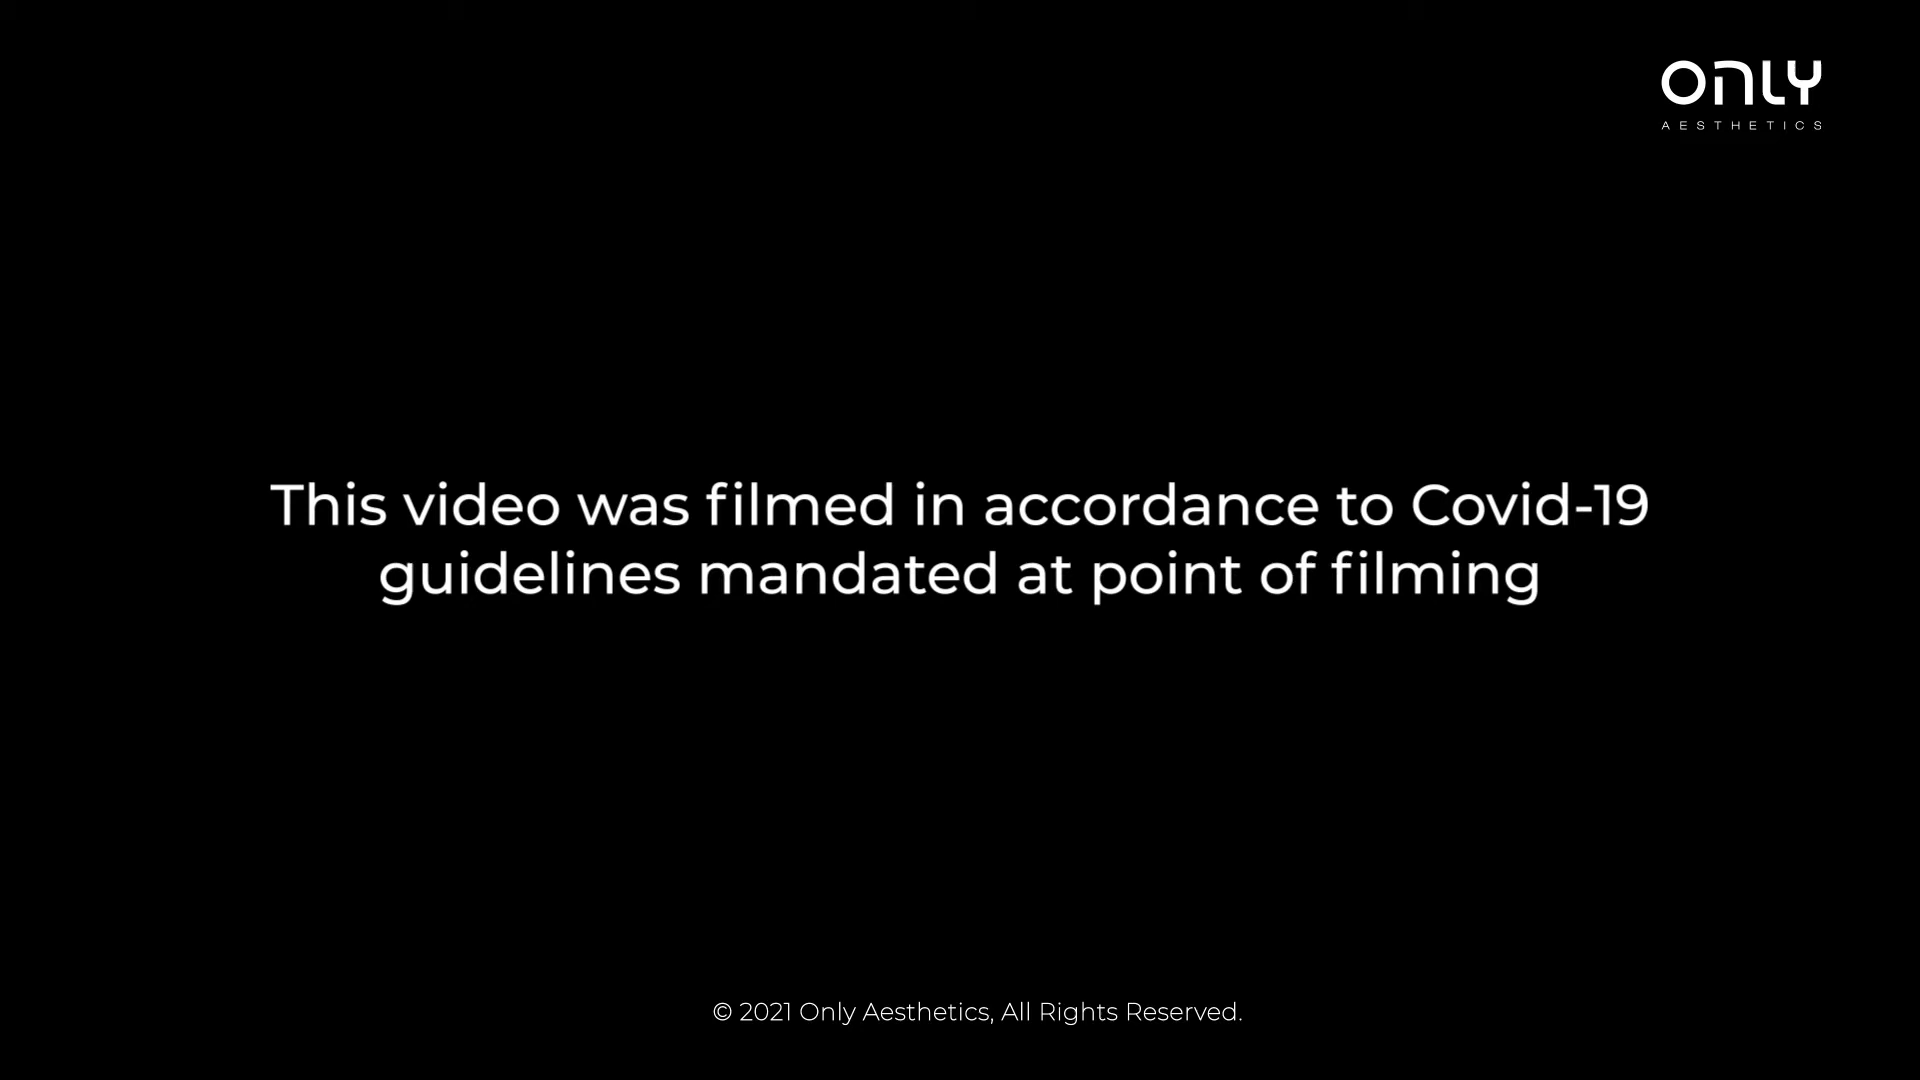 ONLY
AESTHETICS
This video was filmed in accordance to Covid-19
guidelines mandated at point of filming
© 2021 Only Aesthetics, All Rights Reserved.